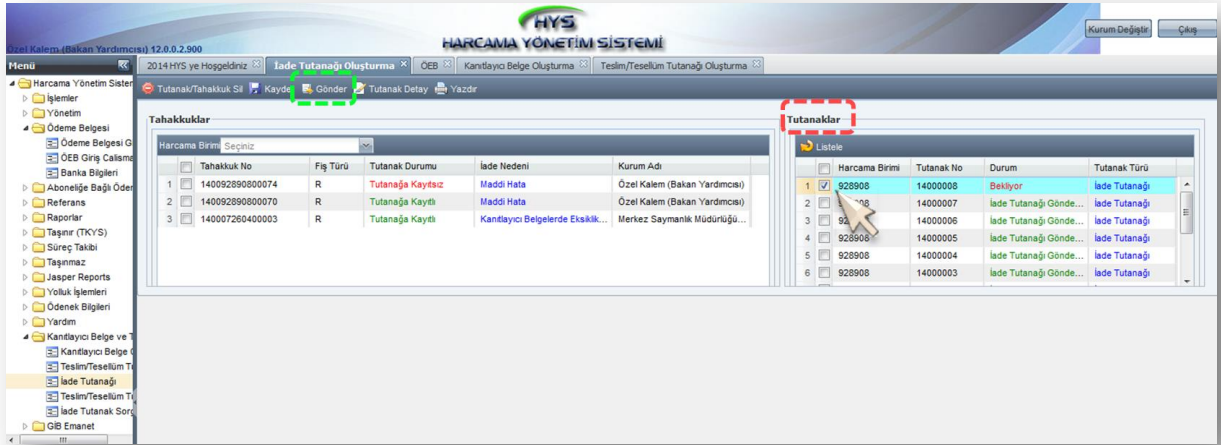 HYS
HARCAMA YÖNETİM SİSTEMİ
Özel Kalem (Bakan Yardımcısı) 12.0.0.2.900
Kurum Değiştir Çıkış
Menü
Harcama Yönetim Sister
İşlemler
Yönetim
Ödeme Belgesi
Ödeme Belgesi G
ÖEB Giriş Calisma
Banka Bilgileri
Aboneliğe Bağlı Öder
Referans
Raporlar
Taşınır (TKYS)
Süreç Takibi
Taşınmaz
Jasper Reports
Yolluk İşlemleri
Ödenek Bilgileri
Yardım
Kanıtlayıcı Belge ve T
Kanıtlayıcı Belge
Teslim/Tesellüm Tı
İade Tutanağı
Teslim/Tesellüm Tı
İade Tutanak Sorg
GİB Emanet
2014 HYS ye Hoşgeldiniz İade Tutanağı Oluşturma ÖEB Kanıtlayıcı Belge Oluşturma Teslim/Tesellüm Tutanağı Oluşturma
Tutanak/Tahakkuk Sil Kayde Gönder Tutanak Detay Yazdır
Tahakkuklar
Harcama Birimi Seçiniz
Tahakkuk No Fiş Türü Tutanak Durumu İade Nedeni Kurum Adı
1 140092890800074 R Tutanağa Kayıtsız Maddi Hata Özel Kalem (Bakan Yardımcısı)
2 140092890800070 R Tutanağa Kayıtlı Maddi Hata Özel Kalem (Bakan Yardımcısı)
3 140007260400003 R Tutanağa Kayıtlı Kanıtlayıcı Belgelerde Eksiklik... Merkez Saymanlık Müdürlüğü...
Tutanaklar
Listele
Harcama Birimi Tutanak No Durum Tutanak Türü
1 928908 14000008 Bekliyor İade Tutanağı
2 14000007 İade Tutanağı Gönde... İade Tutanağı
3 14000006 İade Tutanağı Gönde... İade Tutanağı
4 928908 14000005 İade Tutanağı Gönde... İade Tutanağı
5 928908 14000004 İade Tutanağı Gönde... İade Tutanağı
6 928908 14000003 İade Tutanağı Gönde... İade Tutanağı